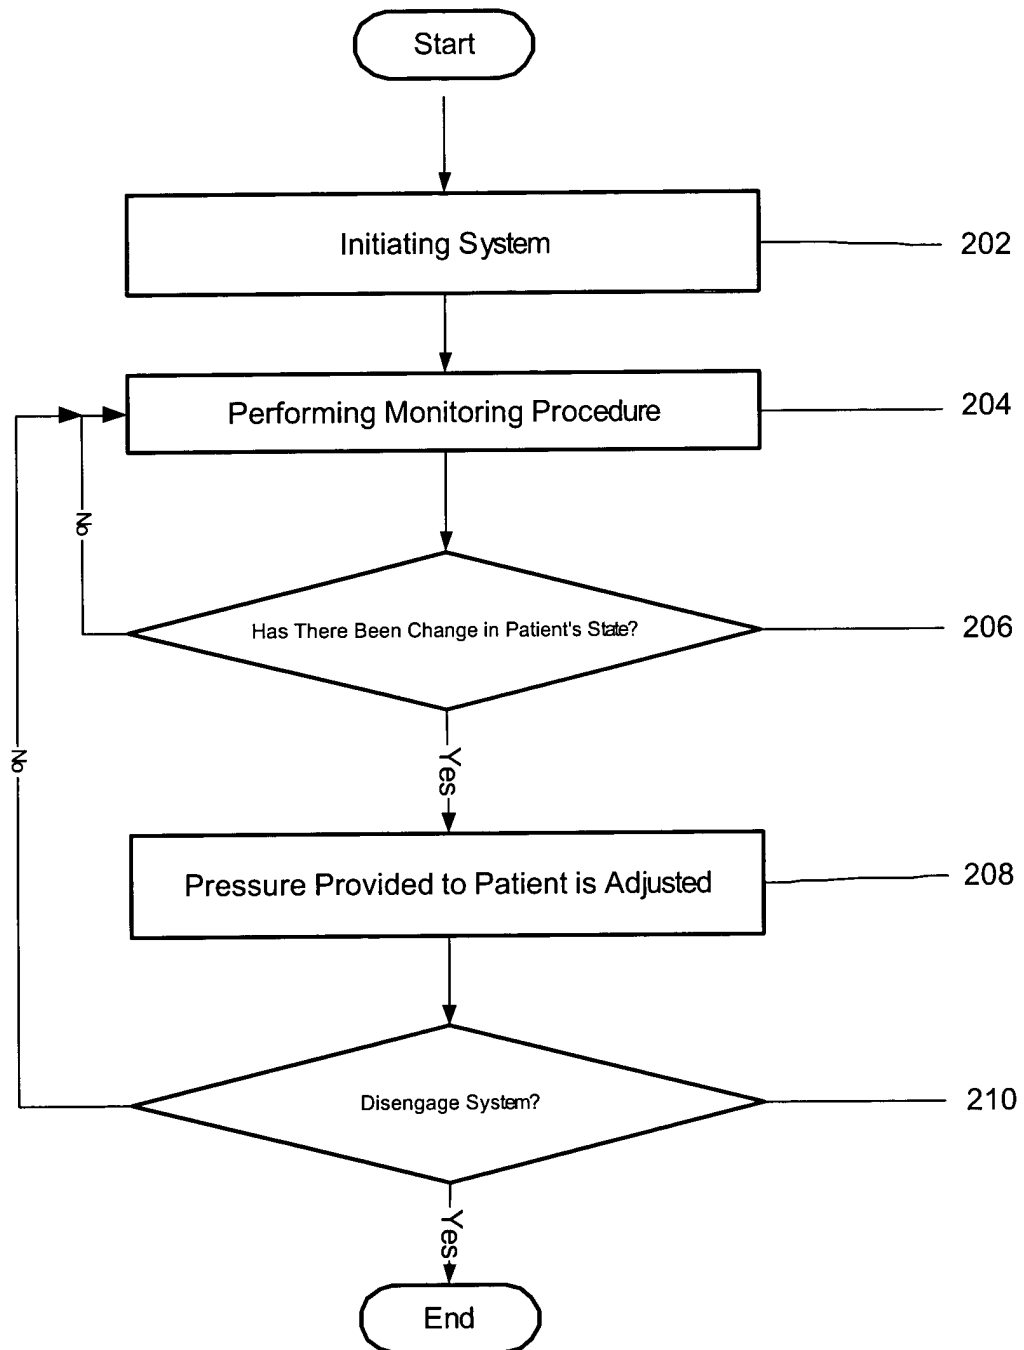 Start
Initiating System
202
Performing Monitoring Procedure
204
No
Has There Been Change in Patient's State?
206
No
Yes
Pressure Provided to Patient is Adjusted
208
Disengage System?
210
Yes
End